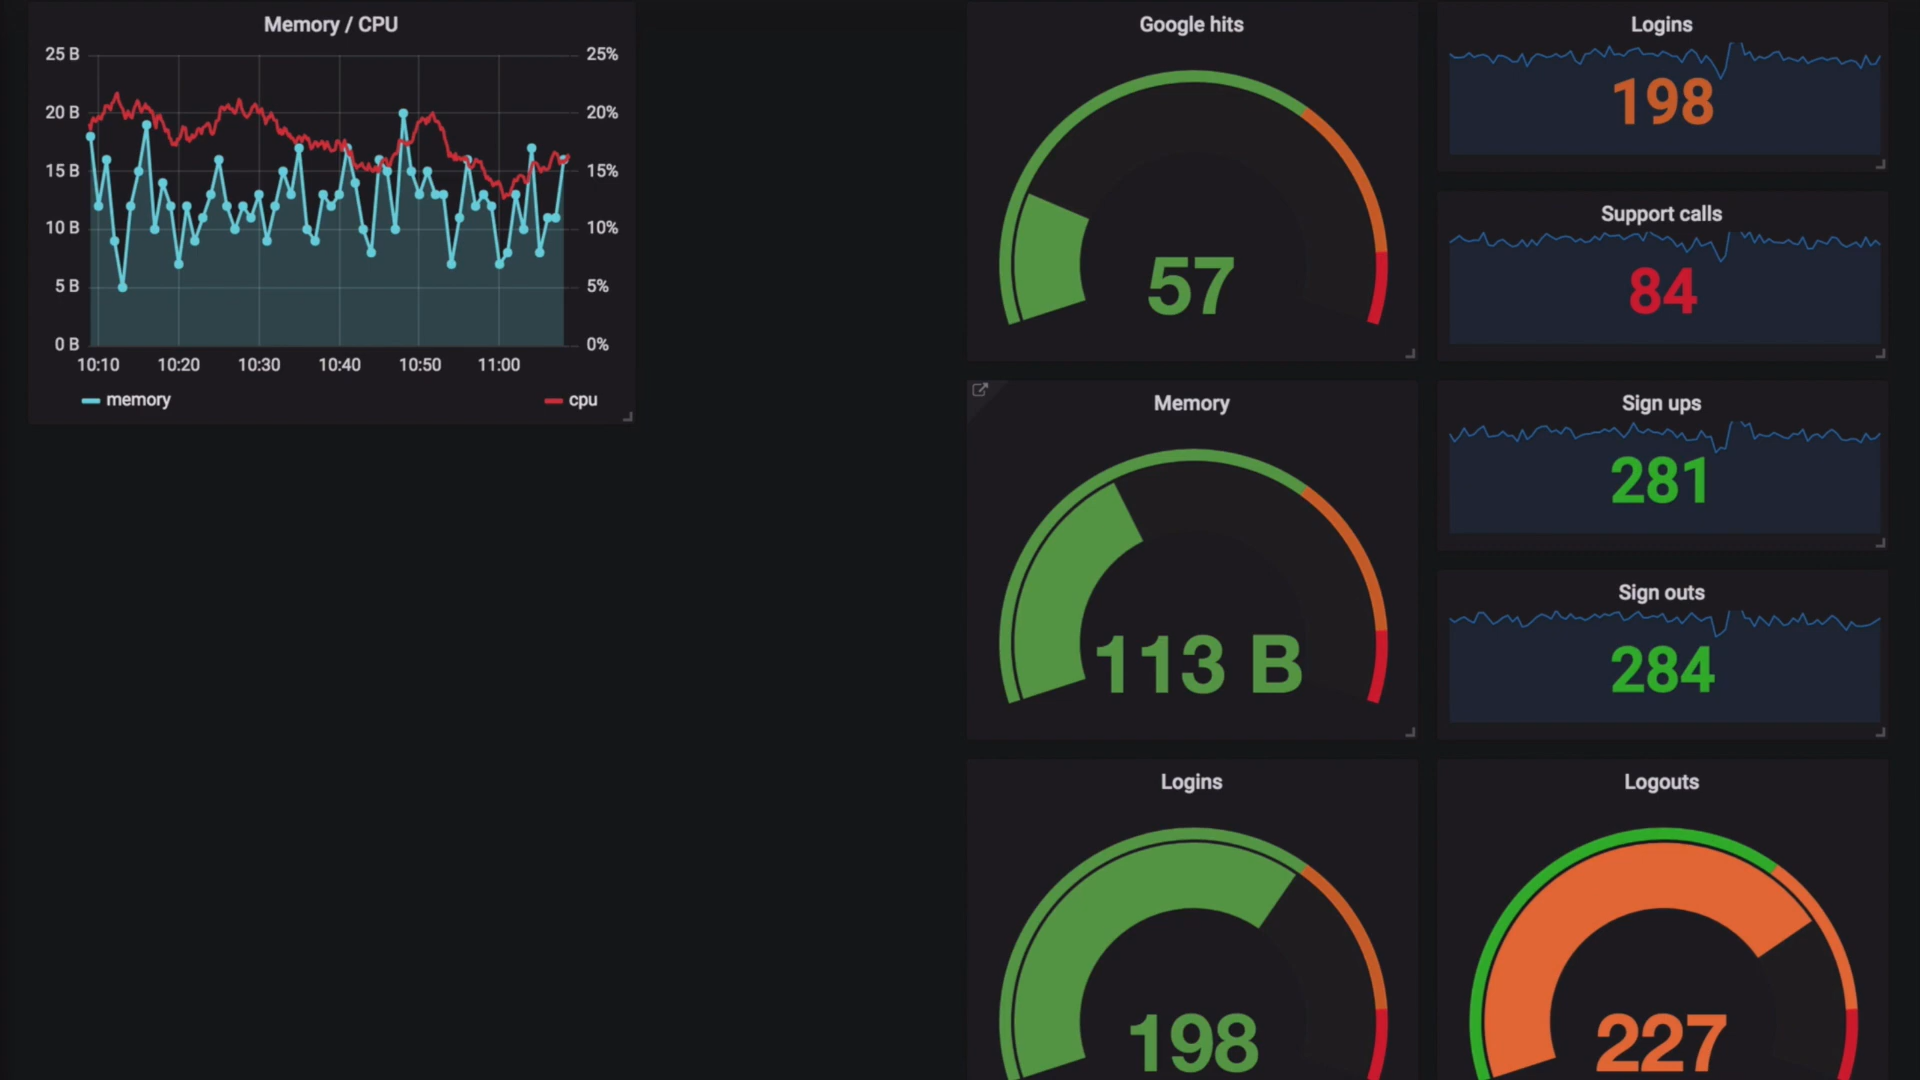 Memory / CPU
25 B
25%
20 B
20%
15 B
15%
10 B
10%
5 B
5%
0 B
0%
10:10 10:20 10:30 10:40 10:50 11:00
memory
cpu
Google hits
57
Logins
198
Support calls
84
Memory
113 B
Sign ups
281
Sign outs
284
Logins
198
Logouts
227